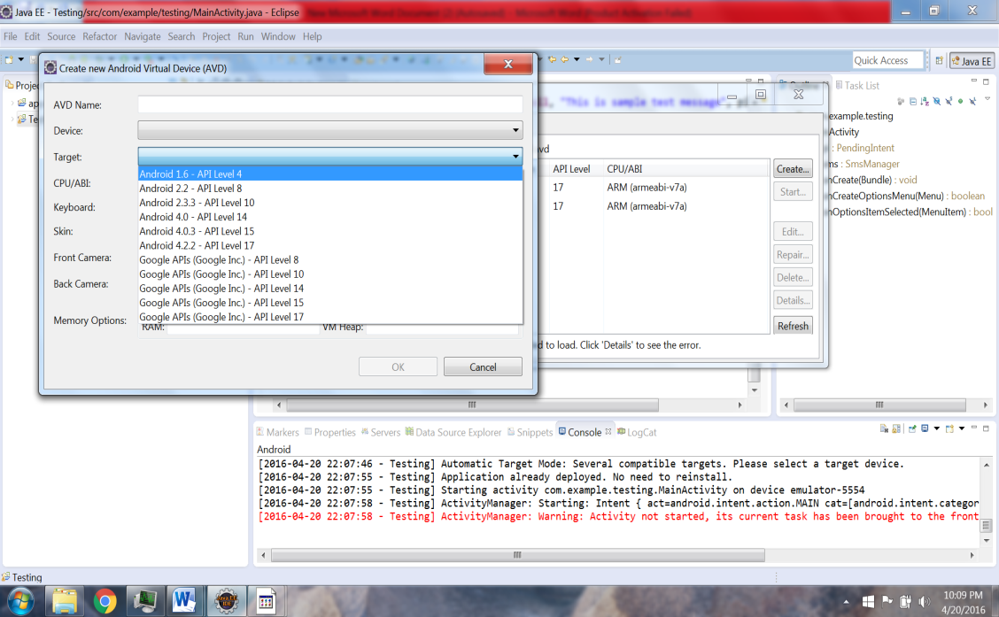 Java EE - Testing/src/com/example/testing/MainActivity.java - Eclipse
File Edit Source Refactor Navigate Search Project Run Window Help
Quick Access
Java EE
Create new Android Virtual Device (AVD)
AVD Name:
Device:
Target:
Android 1.6 - API Level 4
Android 2.2 - API Level 8
Android 2.3.3 - API Level 10
Android 4.0 - API Level 14
Android 4.0.3 - API Level 15
Android 4.2.2 - API Level 17
Google APIs (Google Inc.) - API Level 8
Google APIs (Google Inc.) - API Level 10
Google APIs (Google Inc.) - API Level 14
Google APIs (Google Inc.) - API Level 15
Google APIs (Google Inc.) - API Level 17
CPU/ABI:
Keyboard:
Skin:
Front Camera:
Back Camera:
Memory Options:
RAM:
VM Heap:
OK
Cancel
"This is sample test message"
vd
API Level CPU/ABI
17 ARM (armeabi-v7a)
17 ARM (armeabi-v7a)
Create...
Start...
Edit...
Repair...
Delete...
Details...
Refresh
d to load. Click 'Details' to see the error.
Outline
Task List
example.testing
Activity
: PendingIntent
ms : SmsManager
nCreate(Bundle) : void
nCreateOptionsMenu(Menu) : boolean
nOptionsItemSelected(MenuItem) : bool
Projec
ap
Te
Markers Properties Servers Data Source Explorer Snippets Console LogCat
Android
[2016-04-20 22:07:46 - Testing] Automatic Target Mode: Several compatible targets. Please select a target device.
[2016-04-20 22:07:55 - Testing] Application already deployed. No need to reinstall.
[2016-04-20 22:07:55 - Testing] Starting activity com.example.testing.MainActivity on device emulator-5554
[2016-04-20 22:07:58 - Testing] ActivityManager: Starting: Intent { act=android.intent.action.MAIN cat=[android.intent.categor
[2016-04-20 22:07:58 - Testing] ActivityManager: Warning: Activity not started, its current task has been brought to the front
Testing
10:09 PM
4/20/2016